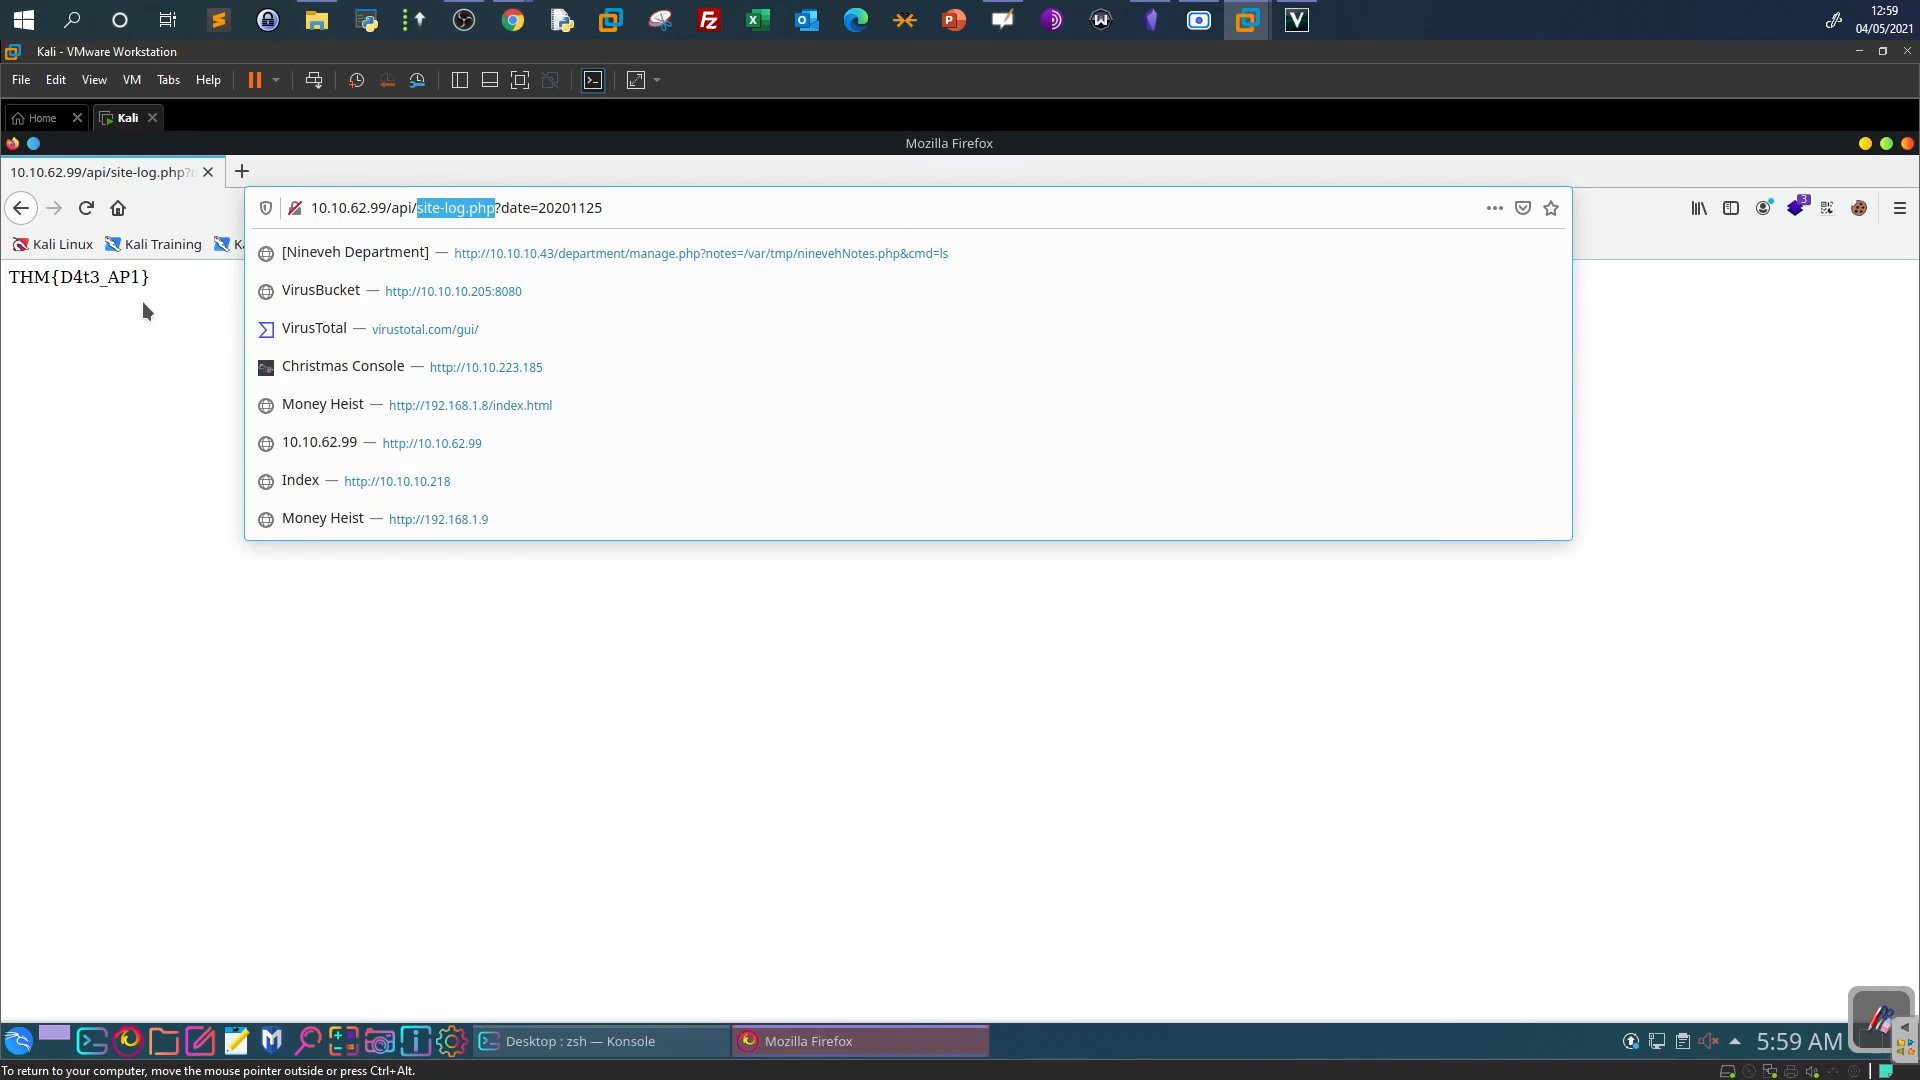 12:59
04/05/2021
Kali - VMware Workstation
File Edit View VM Tabs Help
Home Kali
Mozilla Firefox
10.10.62.99/api/site-log.php?
10.10.62.99/api/site-log.php?date=20201125
3
Kali Linux Kali Training
[Nineveh Department] — http://10.10.10.43/department/manage.php?notes=/var/tmp/ninevehNotes.php&cmd=ls
THM{D4t3_AP1}
VirusBucket — http://10.10.10.205:8080
VirusTotal — virustotal.com/gui/
Christmas Console — http://10.10.223.185
Money Heist — http://192.168.1.8/index.html
10.10.62.99 — http://10.10.62.99
Index — http://10.10.10.218
Money Heist — http://192.168.1.9
Desktop : zsh — Konsole
Mozilla Firefox
5:59 AM
To return to your computer, move the mouse pointer outside or press Ctrl+Alt.